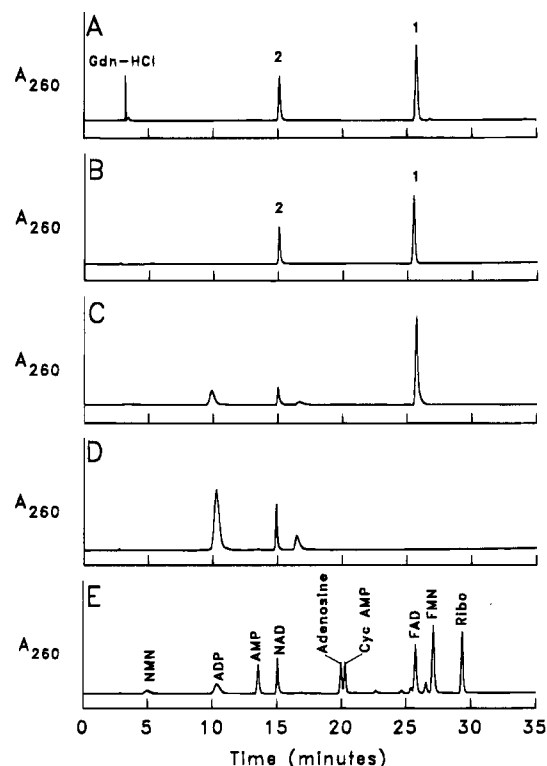 A
A260
Gdn-HCl
2
1
B
A260
2
1
C
A260
D
A260
E
A260
NMN
ADP
AMP
NAD
Adenosine
Cyc AMP
FAD
FMN
Ribo
0 5 10 15 20 25 30 35
Time (minutes)